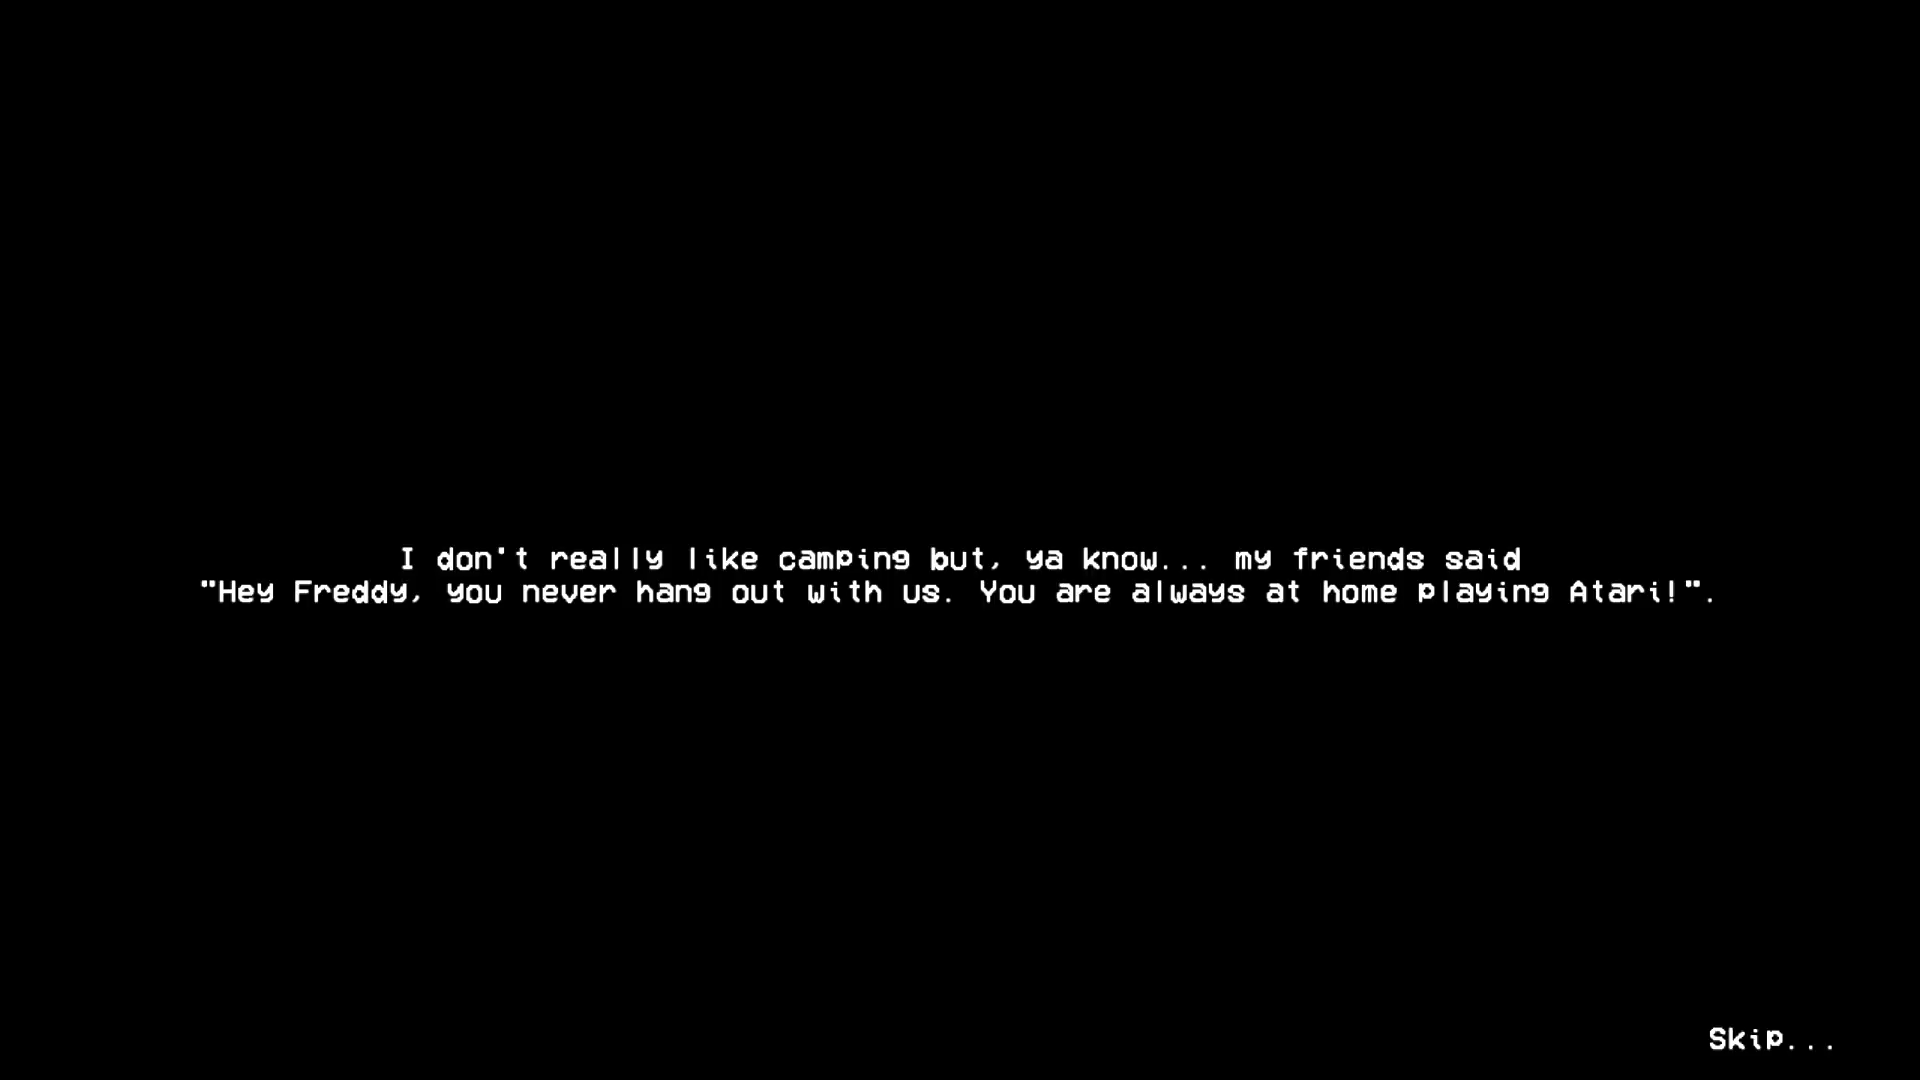 I don't really like camping but, ya know... my friends said
"Hey Freddy, you never hang out with us. You are always at home playing Atari!".
Skip...